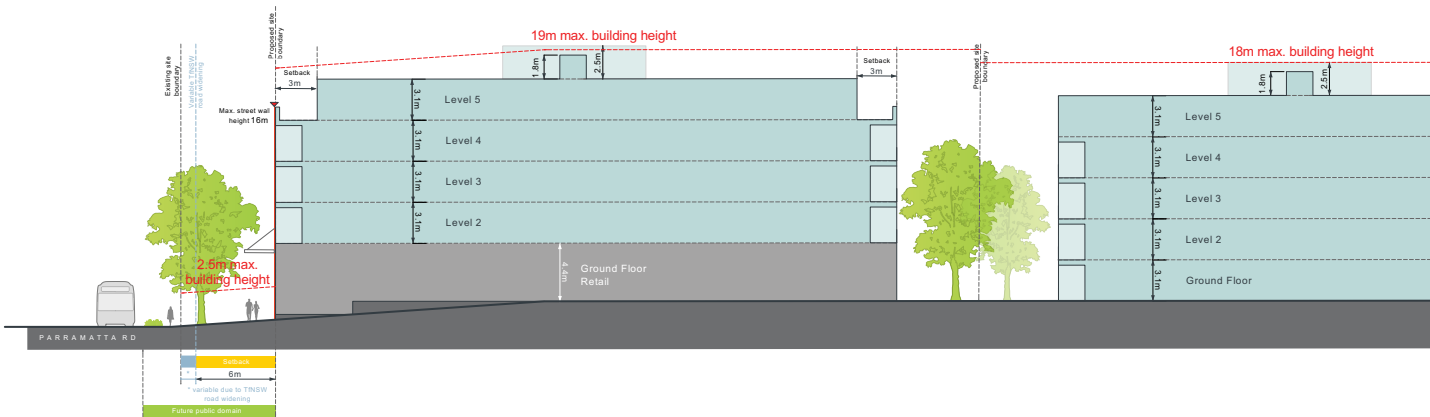 Existing site
boundary
Variable TfNSW
road widening
Proposed site
boundary
Setback
3m
Max. street wall
height 16m
19m max. building height
1.8m
2.5m
Setback
3m
Proposed site
boundary
18m max. building height
1.8m
2.5m
3.1m
Level 5
3.1m
Level 4
3.1m
Level 3
3.1m
Level 2
4.4m
Ground Floor
Retail
3.1m
Level 5
3.1m
Level 4
3.1m
Level 3
3.1m
Level 2
3.1m
Ground Floor
2.5m max.
building height
PARRAMATTA RD
Setback
*
6m
* variable due to TfNSW
road widening
Future public domain